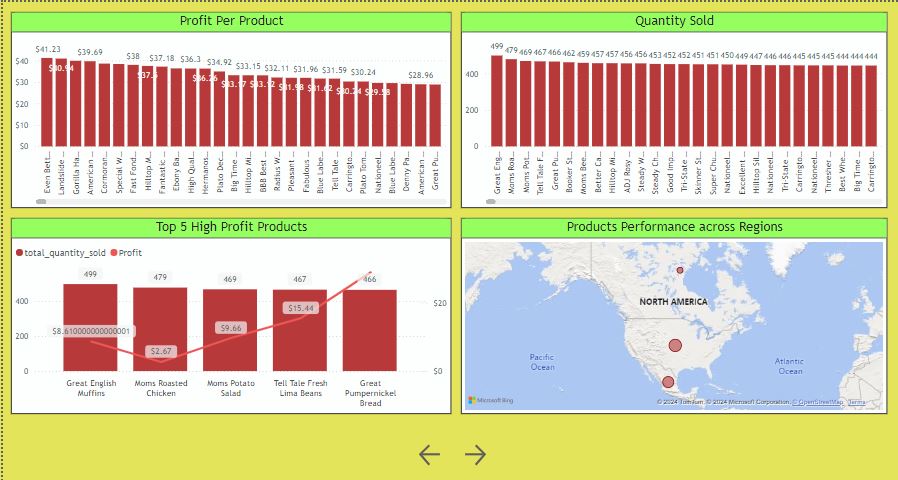 Profit Per Product
$41.23 $39.69 $38 $37.18 $36.3 $34.92 $33.15 $32.11 $31.96 $31.59 $30.24 $28.96
$40.94 $37.5 $36.26 $33.17 $33.12 $31.98 $31.62 $30.24 $29.58
$40
$30
$20
$10
$0
Even Bett...
Landslide ...
Gorilla Ha...
American ...
Cormoran...
Special W...
Fast Fond...
Hilltop M...
Fantastic ...
Ebony Ba...
High Qua...
Hermanos...
Plato Dec...
Big Time ...
Hilltop Mi...
BBB Best ...
Radius W...
Pleasant ...
Fabulous ...
Blue Labe...
Tell Tale ...
Carringto...
Plato Tom...
Nationeel...
Blue Labe...
Denny Pa...
American ...
Great Pu...
Quantity Sold
499 479 469 467 466 462 459 457 457 456 456 453 452 452 451 451 450 449 447 446 446 445 445 445 444 444 444
400
200
0
Great Eng...
Moms Roa...
Moms Pot...
Tell Tale F...
Great Pu...
Booker St...
Moms Bee...
Better Ca...
Hilltop Mi...
ADJ Rosy ...
Steady W...
Steady Ch...
Good Imp...
Tri-State ...
Skinner S...
Super Chu...
Nationeel...
Excellent ...
Hilltop Sil...
Nationeel...
Tri-State ...
Carringto...
Nationeel...
Thresher ...
Best Whe...
Big Time ...
Carringto...
Top 5 High Profit Products
total_quantity_sold Profit
499 479 469 467 466
400
200
0
$20
$0
$8.610000000000001 $2.67 $9.66 $15.44
Great English
Muffins
Moms Roasted
Chicken
Moms Potato
Salad
Tell Tale Fresh
Lima Beans
Great
Pumpernickel
Bread
Products Performance across Regions
NORTH AMERICA
Pacific
Ocean
Atlantic
Ocean
Microsoft Bing
© 2024 TomTom, © 2024 Microsoft Corporation, © OpenStreetMap Terms